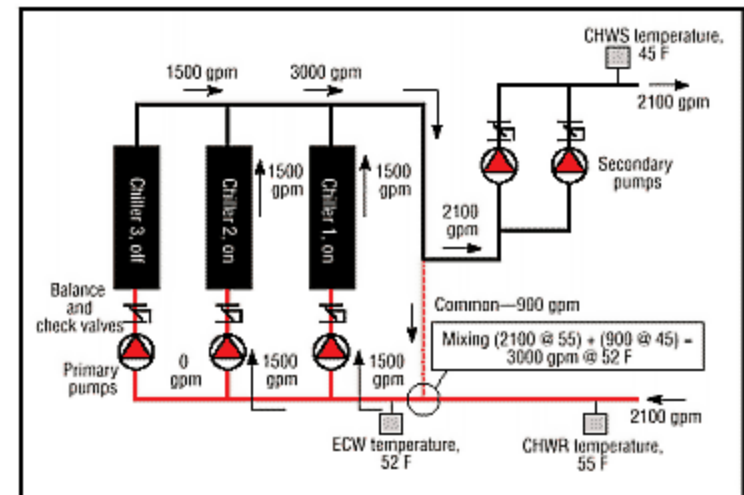 CHWS temperature,
45 F
1500 gpm
3000 gpm
2100 gpm
Chiller 3, off
Chiller 2, on
Chiller 1, on
1500
gpm
1500
gpm
Secondary
pumps
2100
gpm
Balance
and
check valves
Common—900 gpm
Mixing (2100 @ 55) + (900 @ 45) =
3000 gpm @ 52 F
Primary
pumps
0
gpm
1500
gpm
1500
gpm
2100 gpm
ECW temperature,
52 F
CHWR temperature,
55 F